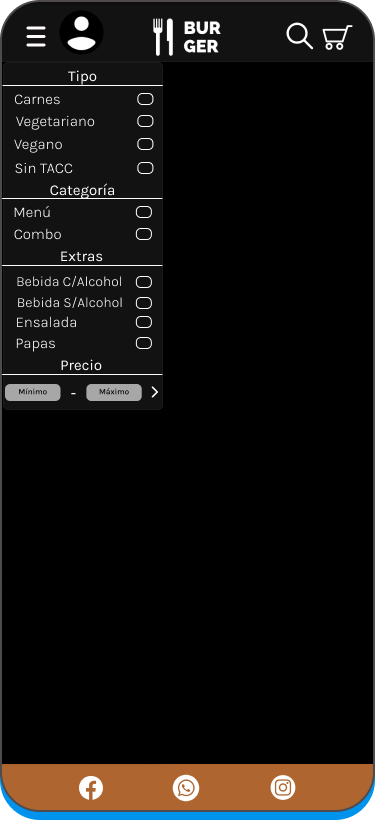 BUR
GER
Tipo
Carnes
Vegetariano
Vegano
Sin TACC
Categoría
Menú
Combo
Extras
Bebida C/Alcohol
Bebida S/Alcohol
Ensalada
Papas
Precio
Mínimo - Máximo